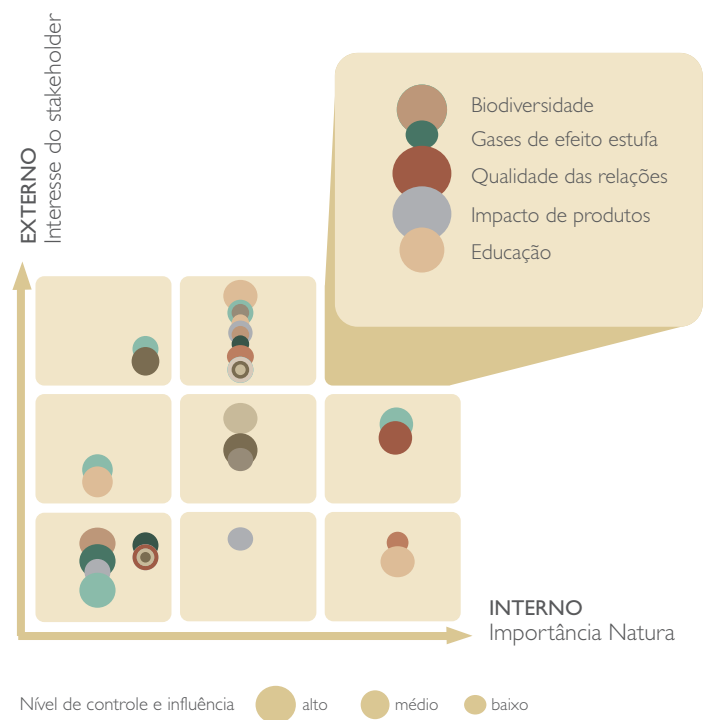 EXTERNO
Interesse do stakeholder
Biodiversidade
Gases de efeito estufa
Qualidade das relações
Impacto de produtos
Educação
INTERNO
Importância Natura
Nível de controle e influência
alto
médio
baixo